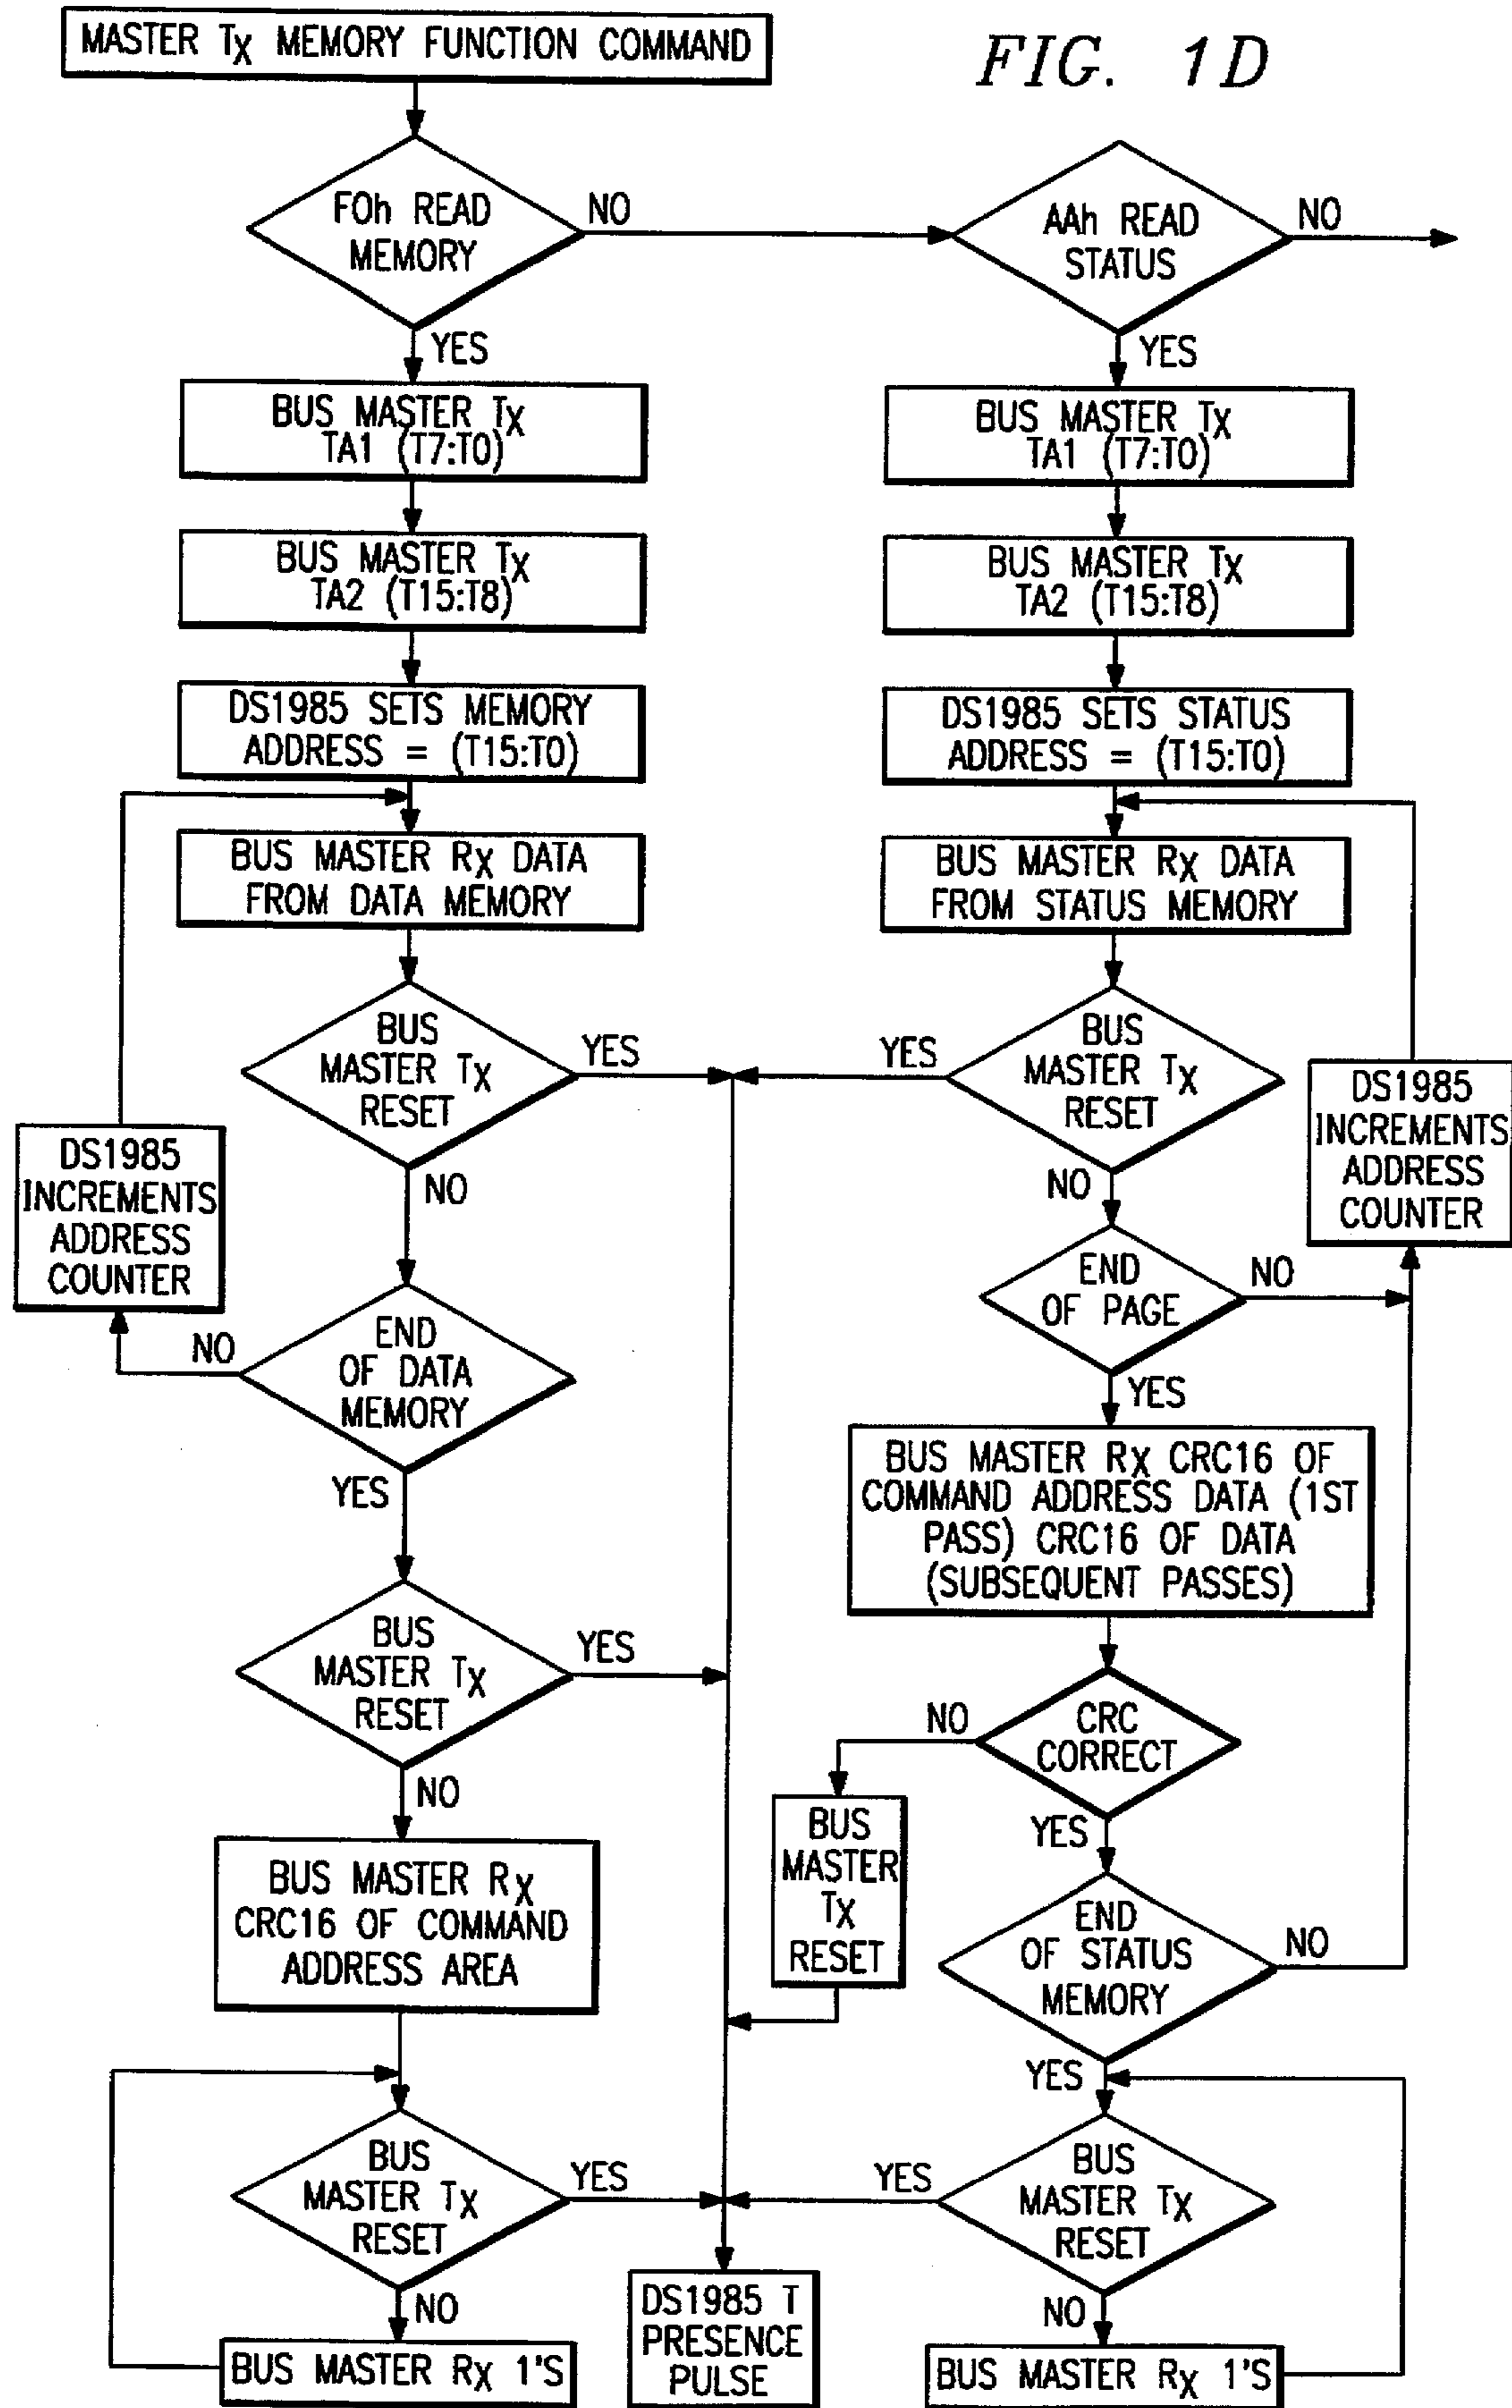 MASTER Tx MEMORY FUNCTION COMMAND
FIG. 1D
F0h READ
MEMORY
NO
YES
AAh READ
STATUS
NO
YES
BUS MASTER Tx
TA1 (T7:T0)
BUS MASTER Tx
TA2 (T15:T8)
DS1985 SETS MEMORY
ADDRESS = (T15:T0)
BUS MASTER Rx DATA
FROM DATA MEMORY
BUS
MASTER Tx
RESET
YES
NO
DS1985
INCREMENTS
ADDRESS
COUNTER
END
OF DATA
MEMORY
NO
YES
BUS
MASTER Tx
RESET
YES
NO
BUS MASTER Rx
CRC16 OF COMMAND
ADDRESS AREA
BUS
MASTER Tx
RESET
YES
NO
BUS MASTER Rx 1'S
BUS MASTER Tx
TA1 (T7:T0)
BUS MASTER Tx
TA2 (T15:T8)
DS1985 SETS STATUS
ADDRESS = (T15:T0)
BUS MASTER Rx DATA
FROM STATUS MEMORY
BUS
MASTER Tx
RESET
YES
NO
DS1985
INCREMENTS
ADDRESS
COUNTER
END
OF PAGE
NO
YES
BUS MASTER Rx CRC16 OF
COMMAND ADDRESS DATA (1ST
PASS) CRC16 OF DATA
(SUBSEQUENT PASSES)
CRC
CORRECT
NO
YES
BUS
MASTER
Tx
RESET
END
OF STATUS
MEMORY
NO
YES
BUS
MASTER Tx
RESET
YES
NO
BUS MASTER Rx 1'S
DS1985 T
PRESENCE
PULSE